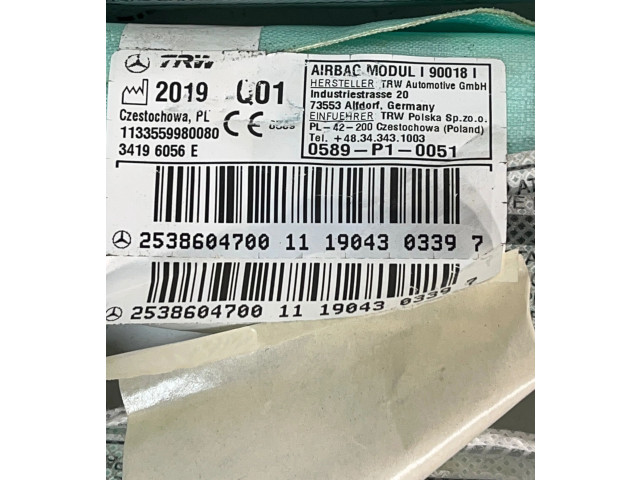 TRW
2019 Q01
Czestochowa, PL
1133559980080
3419 6056 E
CE
AIRBAG MODUL I 90018 I
HERSTELLER TRW Automotive GmbH
Industriestrasse 20
73553 Alfdorf, Germany
EINFUEHRER TRW Polska Sp.zo.o.
PL-42-200 Czestochowa (Poland)
Tel. +48.34.343.1003
0589-P1-0051
2538604700 11 19043 0339 7
2538604700 11 19043 0339 7